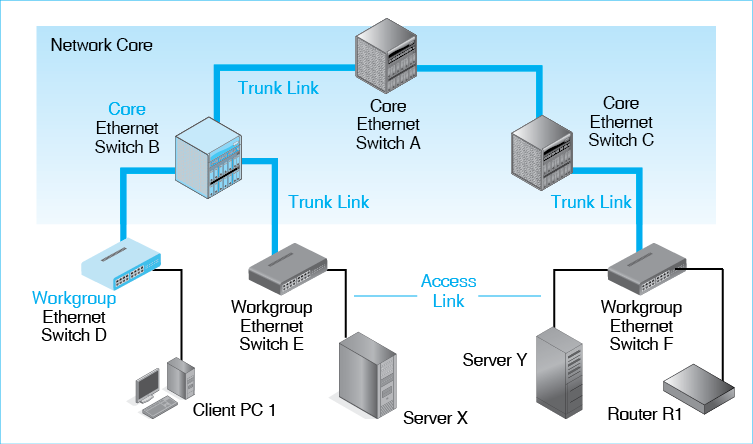 Network Core
Trunk Link
Core
Ethernet
Switch A
Core
Ethernet
Switch B
Core
Ethernet
Switch C
Trunk Link
Trunk Link
Workgroup
Ethernet
Switch D
Workgroup
Ethernet
Switch E
Access
Link
Workgroup
Ethernet
Switch F
Client PC 1
Server X
Server Y
Router R1